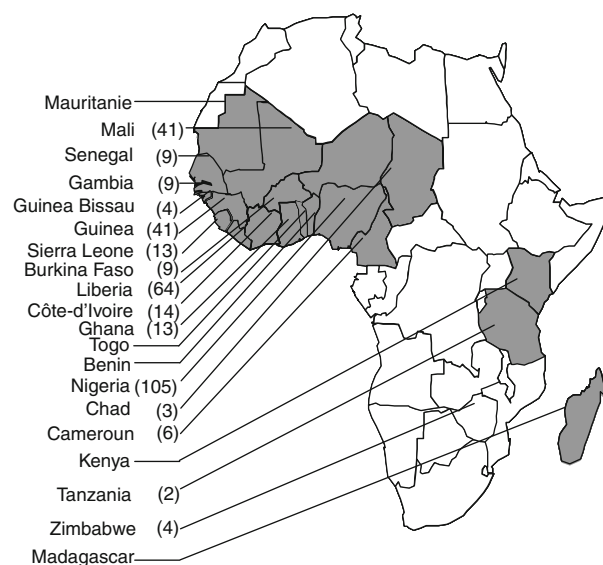 Mauritanie
Mali (41)
Senegal (9)
Gambia (9)
Guinea Bissau (4)
Guinea (41)
Sierra Leone (13)
Burkina Faso (9)
Liberia (64)
Côte-d'Ivoire (14)
Ghana (13)
Togo
Benin
Nigeria (105)
Chad (3)
Cameroun (6)
Kenya
Tanzania (2)
Zimbabwe (4)
Madagascar